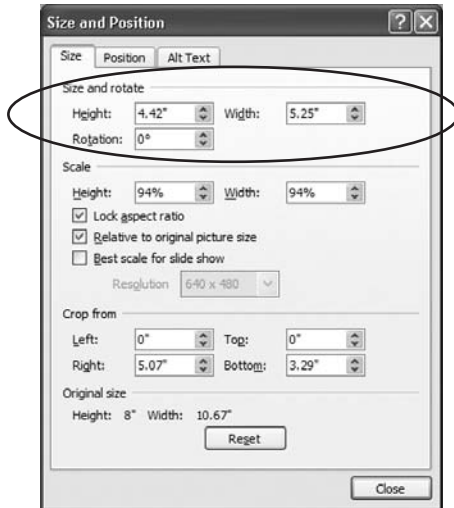 Size and Position
Size Position Alt Text
Size and rotate
Height: 4.42" Width: 5.25"
Rotation: 0°
Scale
Height: 94% Width: 94%
Lock aspect ratio
Relative to original picture size
Best scale for slide show
Resolution 640 x 480
Crop from
Left: 0" Top: 0"
Right: 5.07" Bottom: 3.29"
Original size
Height: 8" Width: 10.67"
Reset
Close